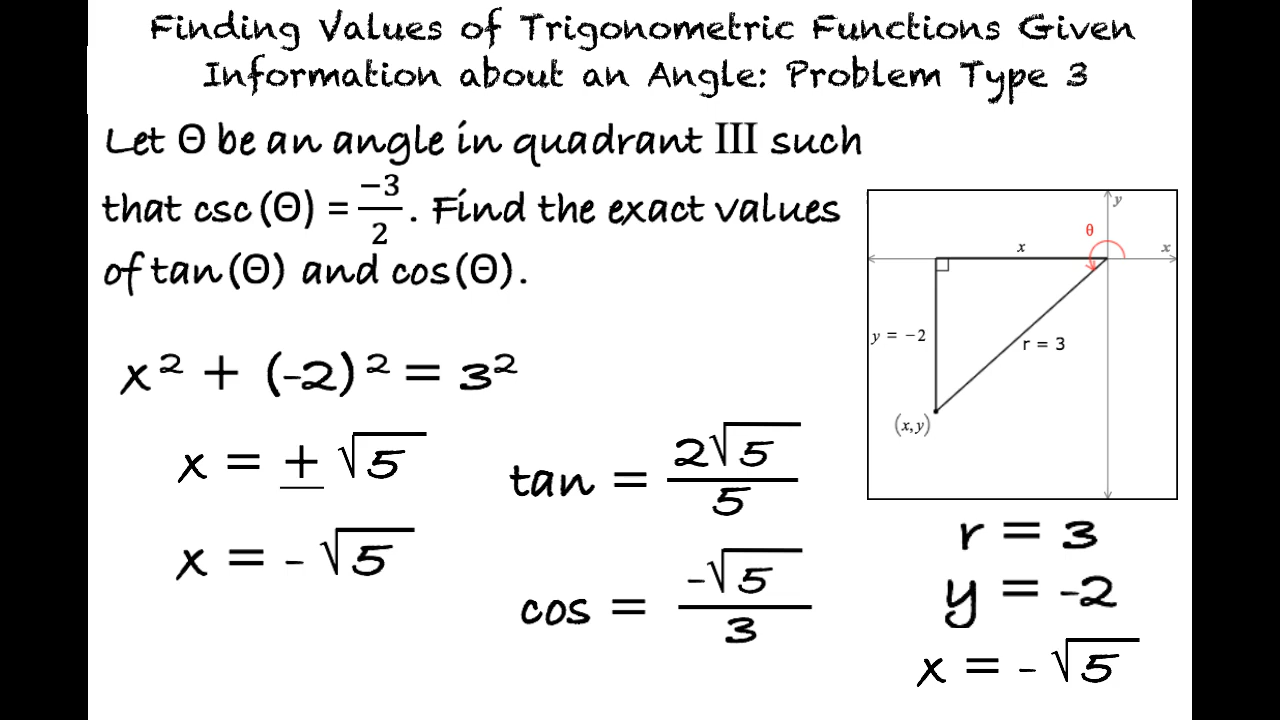 Finding Values of Trigonometric Functions Given
Information about an Angle: Problem Type 3
Let Θ be an angle in quadrant III such
that csc(Θ) = −3/2. Find the exact values
of tan(Θ) and cos(Θ).
y
θ
x
x
y = −2
r = 3
(x, y)
x² + (-2)² = 3²
x = ± √5
x = - √5
tan = 2√5/5
cos = -√5/3
r = 3
y = -2
x = - √5